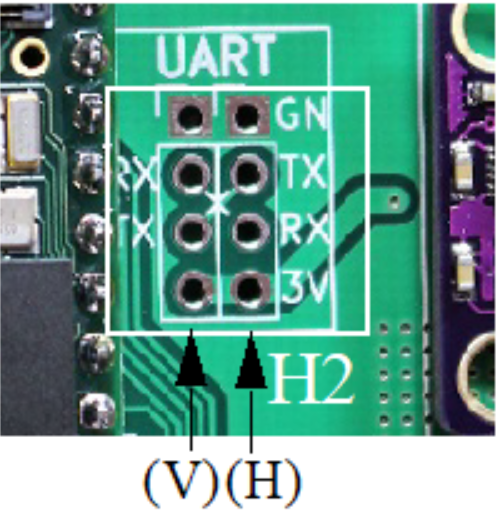 UART
GN
RX TX
TX RX
3V
H2
(V) (H)